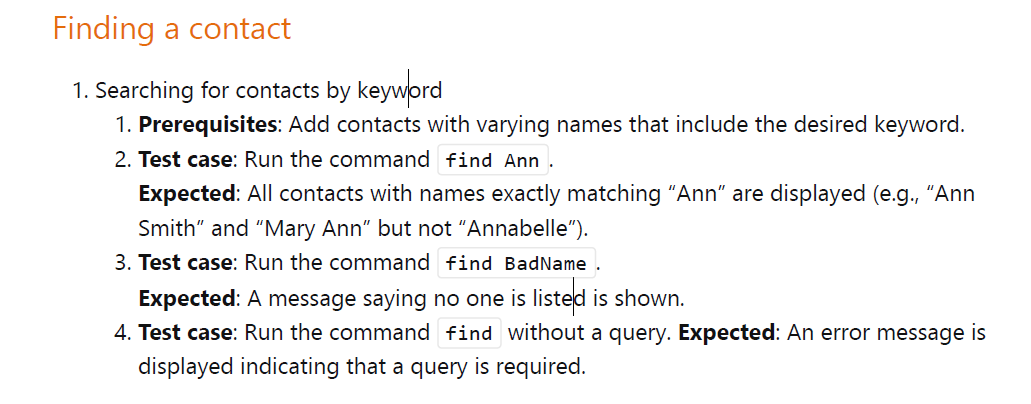 Finding a contact
1. Searching for contacts by keyword
1. Prerequisites: Add contacts with varying names that include the desired keyword.
2. Test case: Run the command find Ann.
Expected: All contacts with names exactly matching “Ann” are displayed (e.g., “Ann
Smith” and “Mary Ann” but not “Annabelle”).
3. Test case: Run the command find BadName.
Expected: A message saying no one is listed is shown.
4. Test case: Run the command find without a query. Expected: An error message is
displayed indicating that a query is required.